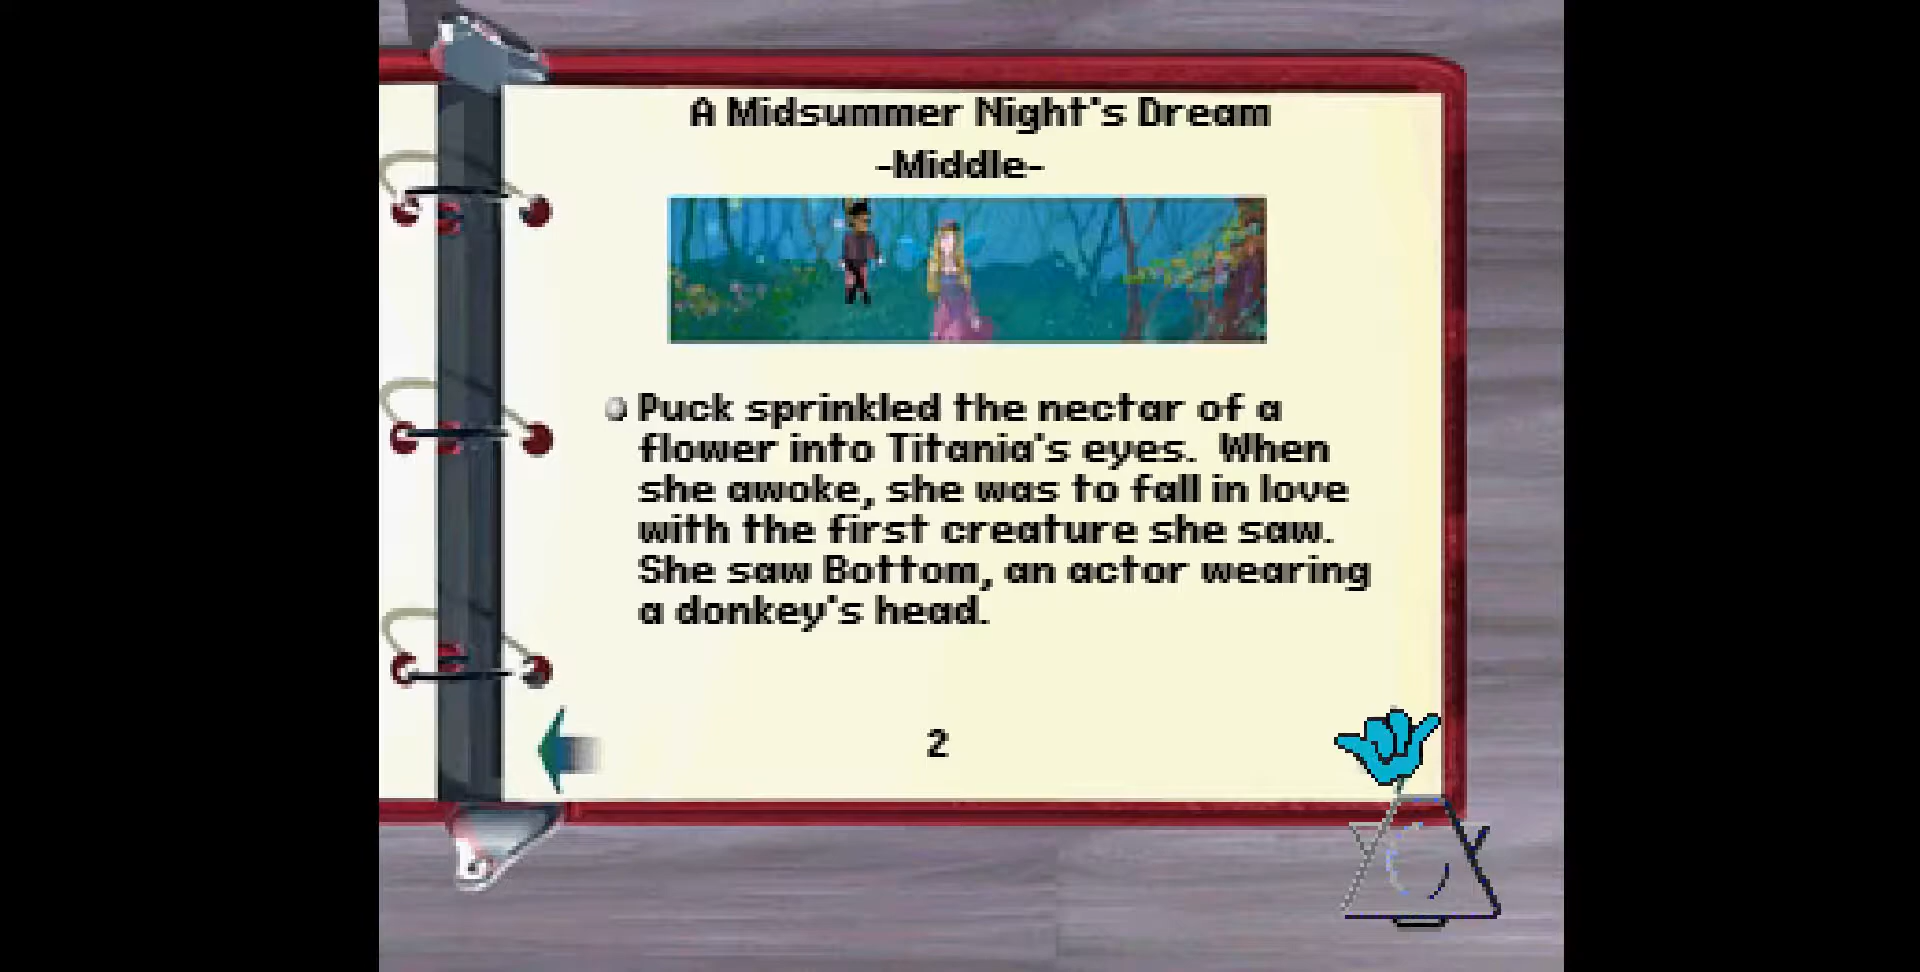 A Midsummer Night's Dream
-Middle-
Puck sprinkled the nectar of a
flower into Titania's eyes.  When
she awoke, she was to fall in love
with the first creature she saw.
She saw Bottom, an actor wearing
a donkey's head.
2